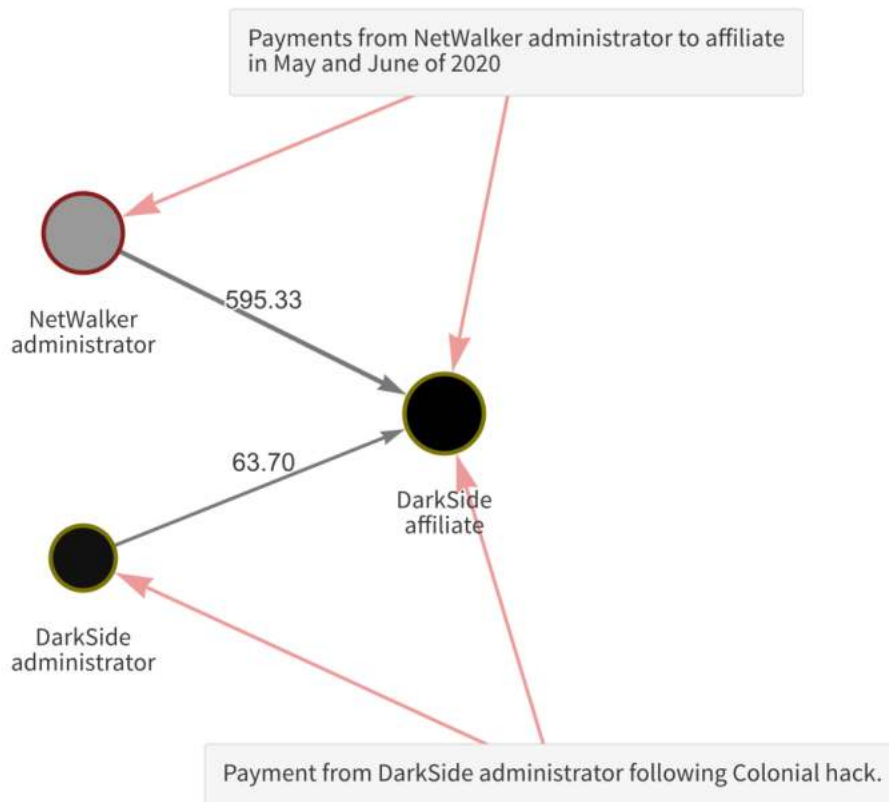 Payments from NetWalker administrator to affiliate
in May and June of 2020
595.33
NetWalker
administrator
63.70
DarkSide
affiliate
DarkSide
administrator
Payment from DarkSide administrator following Colonial hack.